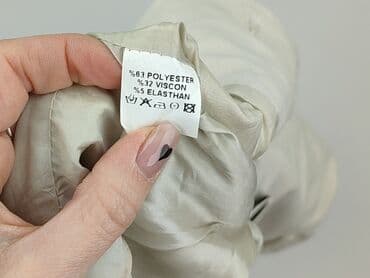 %63 POLYESTER
%32 VISCON
%5 ELASTHAN